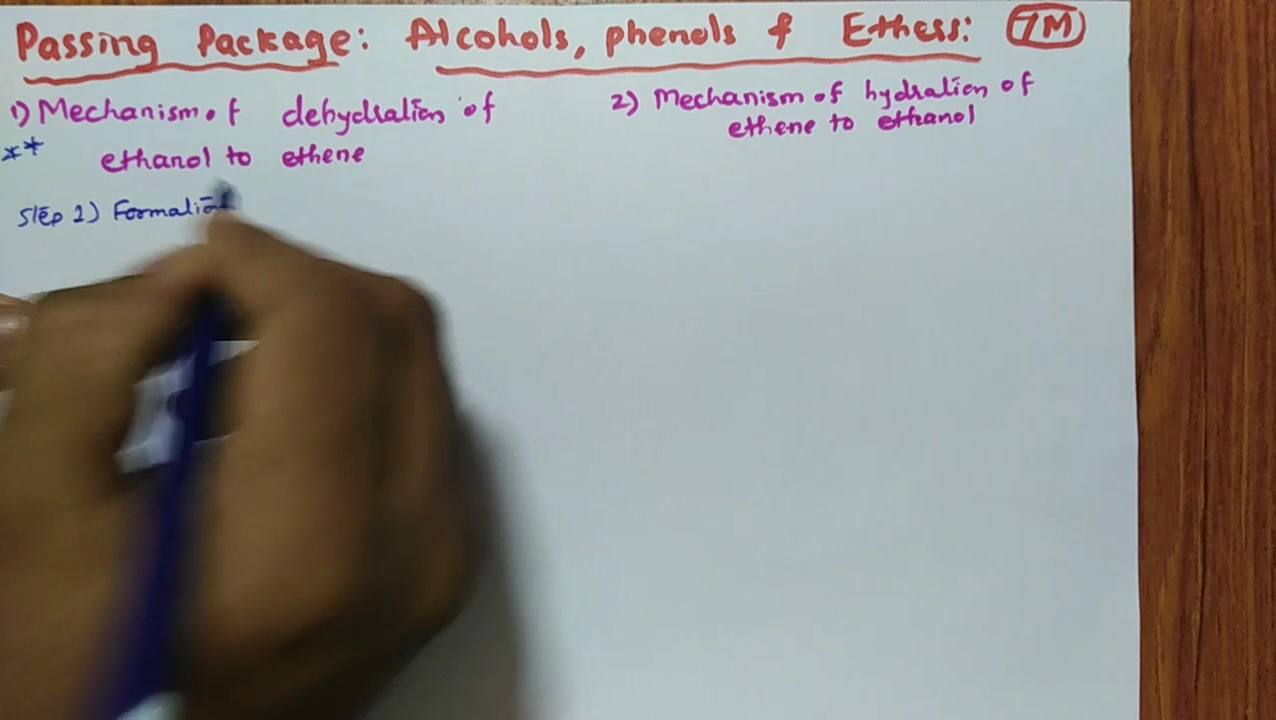 Passing Package: Alcohols, phenols & Ethers: 7M
1) Mechanism of dehydration of
** ethanol to ethene
Step 1) Formation
2) Mechanism of hydration of
ethene to ethanol